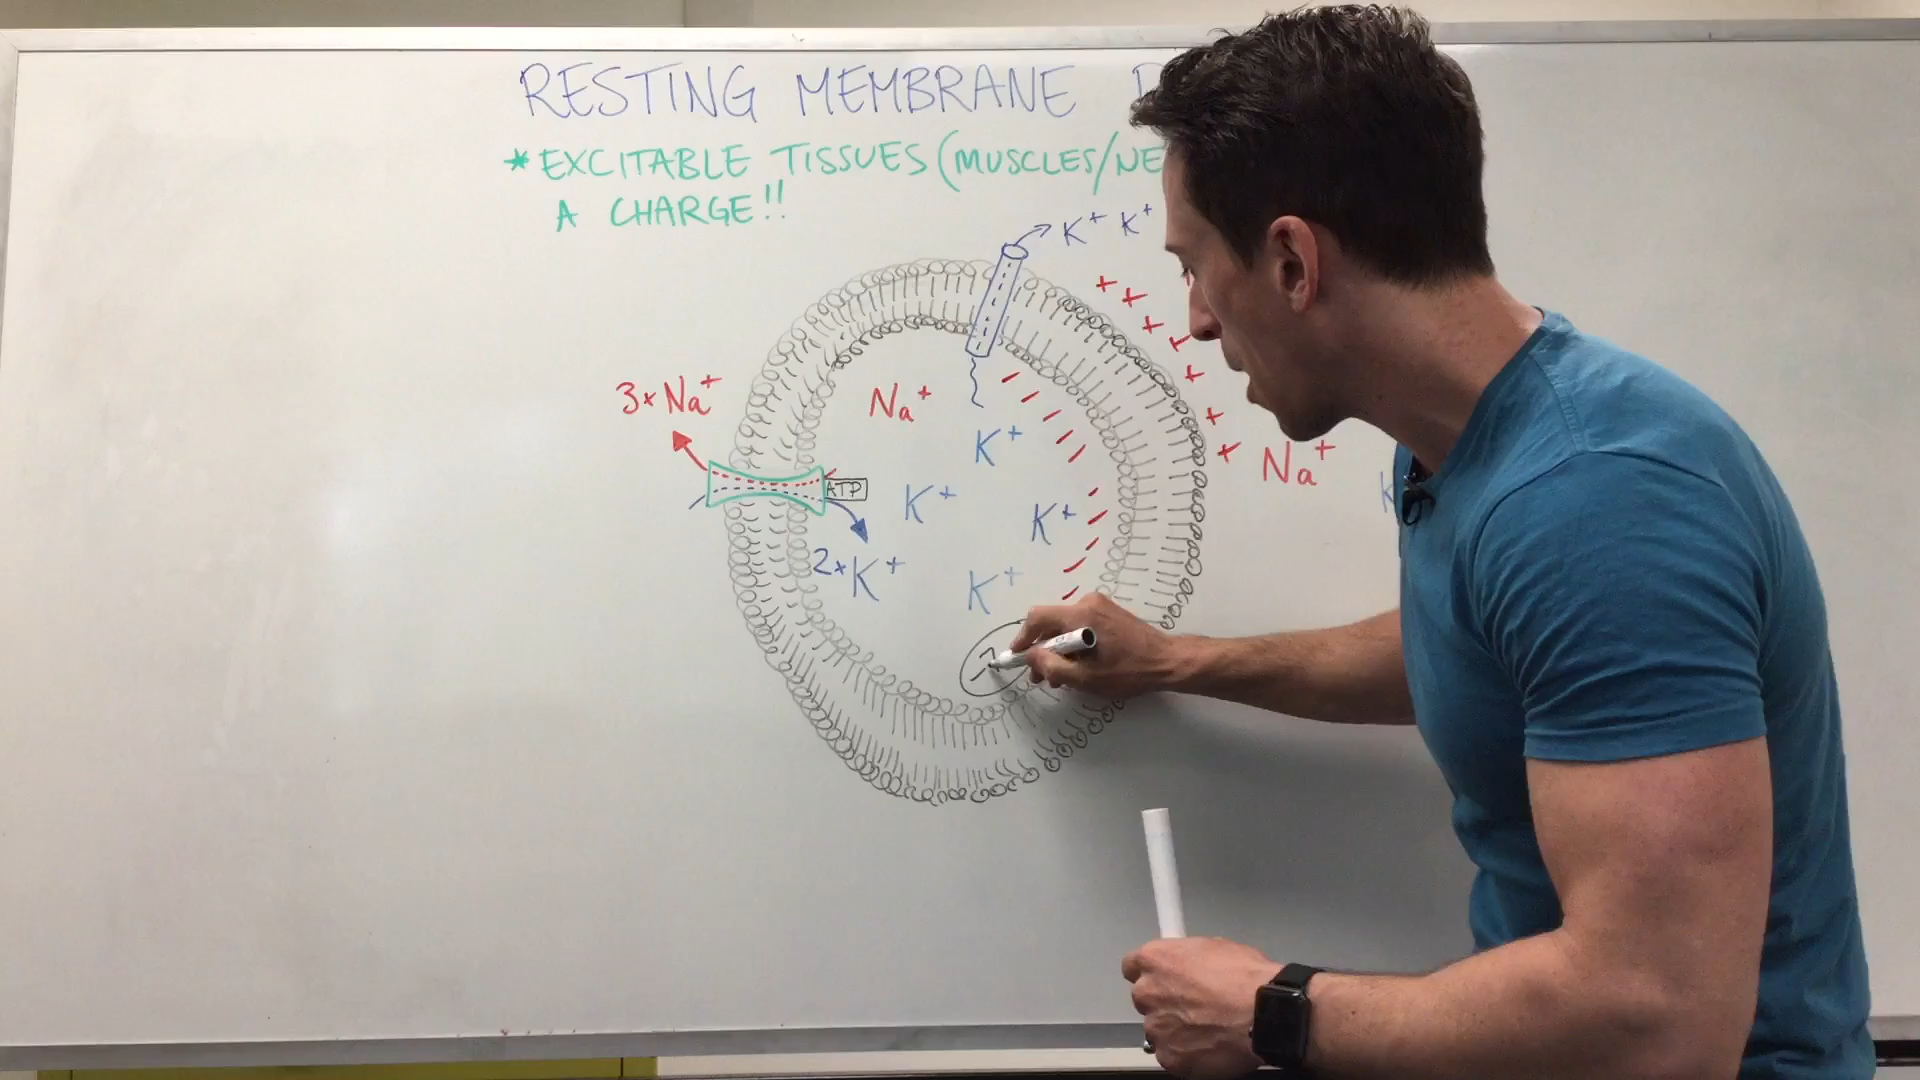 RESTING MEMBRANE
* EXCITABLE TISSUES (MUSCLES/NE
A CHARGE!!
K+ K+
3x Na+
Na+
K+
Na+
ATP
K+
K+
2x K+
K+